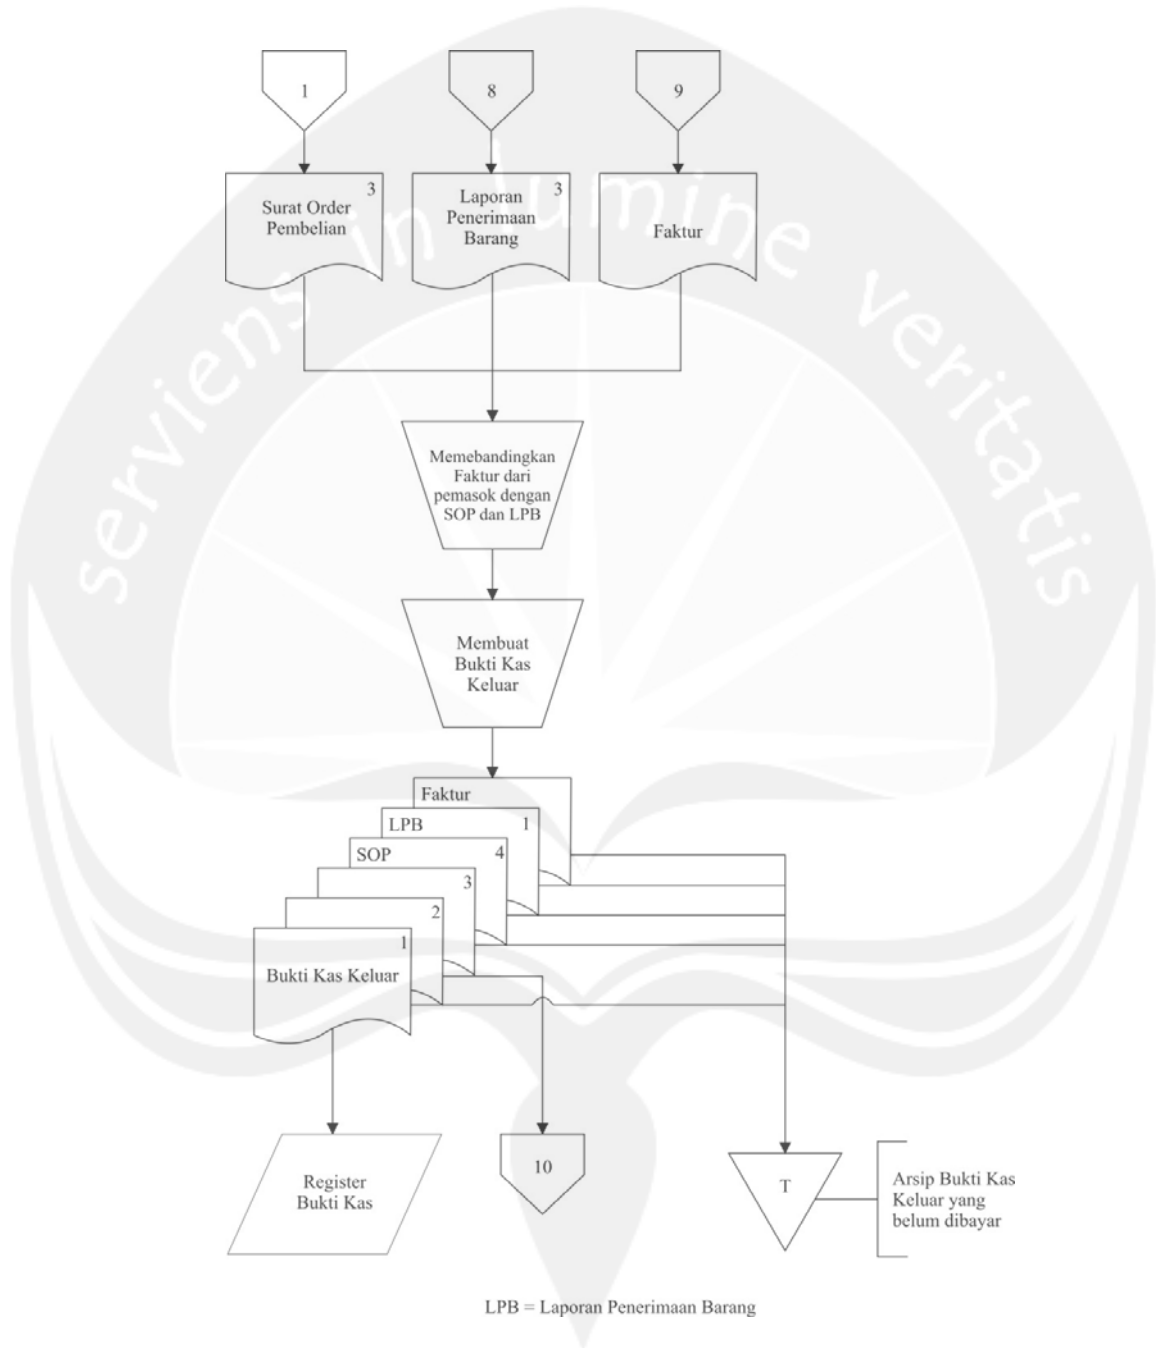 1
8
9
3
Surat Order
Pembelian
3
Laporan
Penerimaan
Barang
Faktur
serviens in lumine veritatis
Memebandingkan
Faktur dari
pemasok dengan
SOP dan LPB
Membuat
Bukti Kas
Keluar
Faktur
LPB 1
SOP 4
3
2
1
Bukti Kas Keluar
Register
Bukti Kas
10
T
Arsip Bukti Kas
Keluar yang
belum dibayar
LPB = Laporan Penerimaan Barang